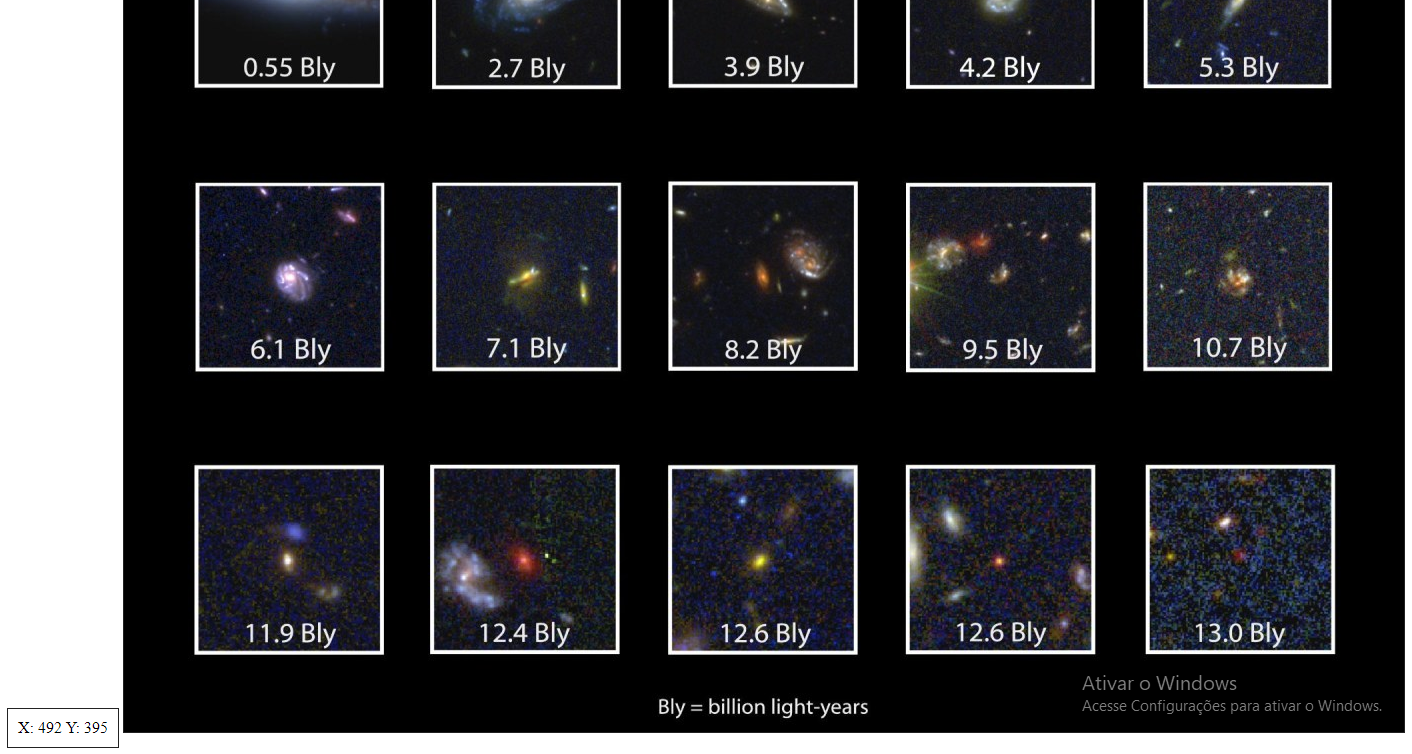 0.55 Bly
2.7 Bly
3.9 Bly
4.2 Bly
5.3 Bly
6.1 Bly
7.1 Bly
8.2 Bly
9.5 Bly
10.7 Bly
11.9 Bly
12.4 Bly
12.6 Bly
12.6 Bly
13.0 Bly
Bly = billion light-years
Ativar o Windows
Acesse Configurações para ativar o Windows.
X: 492 Y: 395